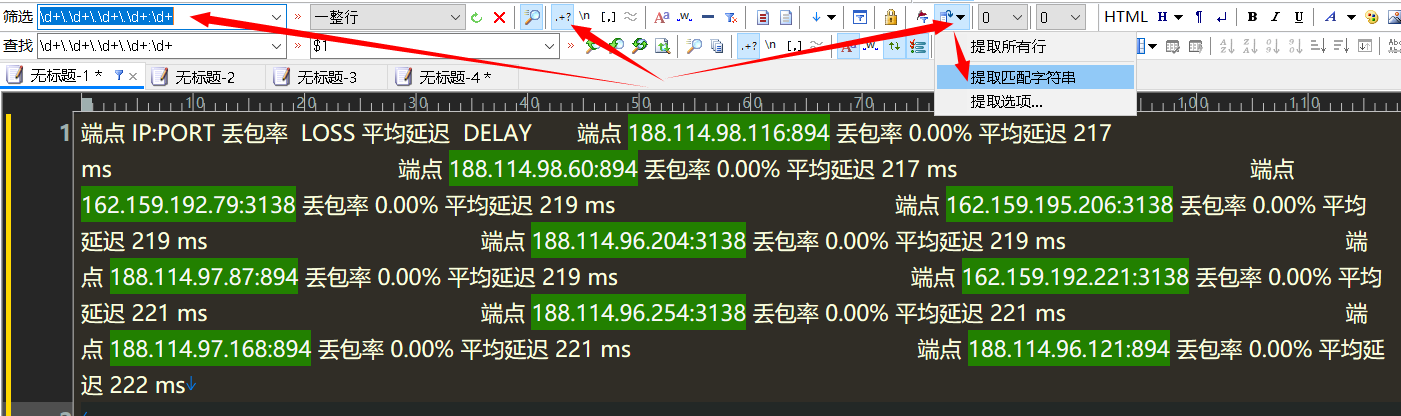 筛选 \d+\.\d+\.\d+\.\d+:\d+ » 一整行 .+? \n [,] Aa .w. 0 0 HTML H ¶ B I U A
查找 \d+\.\d+\.\d+\.\d+:\d+ » $1 » .+? \n [,] Aa .w.
提取所有行
提取匹配字符串
提取选项...
无标题-1 * 无标题-2 无标题-3 无标题-4 *
10 20 30 40 50 60 70 80 100 110
1 端点 IP:PORT 丢包率 LOSS 平均延迟 DELAY 端点 188.114.98.116:894 丢包率 0.00% 平均延迟 217
ms 端点 188.114.98.60:894 丢包率 0.00% 平均延迟 217 ms 端点
162.159.192.79:3138 丢包率 0.00% 平均延迟 219 ms 端点 162.159.195.206:3138 丢包率 0.00% 平均
延迟 219 ms 端点 188.114.96.204:3138 丢包率 0.00% 平均延迟 219 ms 端
点 188.114.97.87:894 丢包率 0.00% 平均延迟 219 ms 端点 162.159.192.221:3138 丢包率 0.00% 平均
延迟 221 ms 端点 188.114.96.254:3138 丢包率 0.00% 平均延迟 221 ms 端
点 188.114.97.168:894 丢包率 0.00% 平均延迟 221 ms 端点 188.114.96.121:894 丢包率 0.00% 平均延
迟 222 ms↓